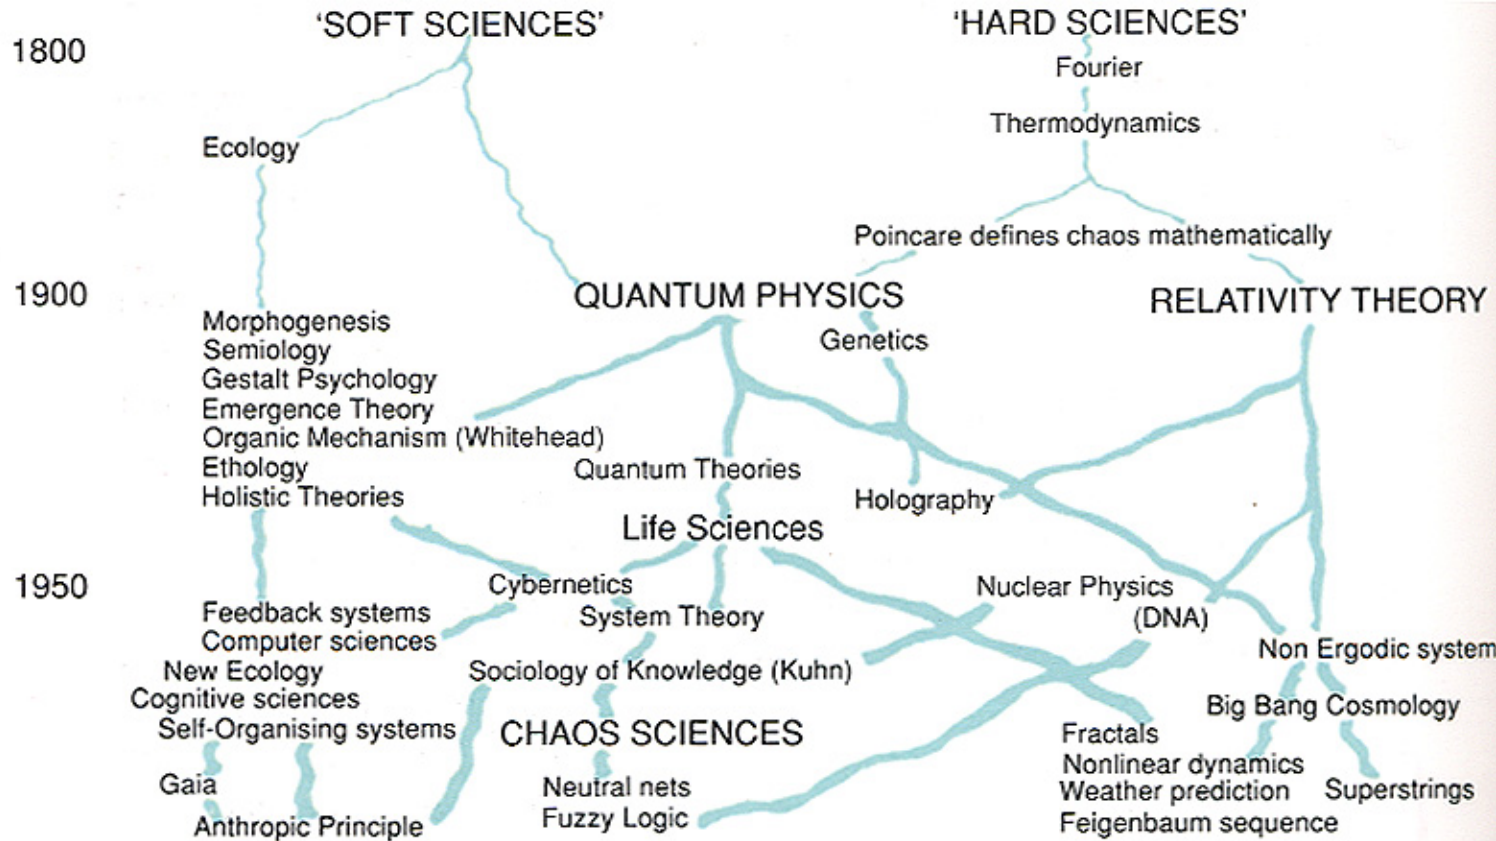 'SOFT SCIENCES'
'HARD SCIENCES'
1800
Fourier
Thermodynamics
Ecology
Poincare defines chaos mathematically
1900
QUANTUM PHYSICS
RELATIVITY THEORY
Morphogenesis
Genetics
Semiology
Gestalt Psychology
Emergence Theory
Organic Mechanism (Whitehead)
Ethology
Quantum Theories
Holistic Theories
Holography
Life Sciences
1950
Cybernetics
Nuclear Physics
(DNA)
Feedback systems
System Theory
Computer sciences
Non Ergodic system
New Ecology
Sociology of Knowledge (Kuhn)
Cognitive sciences
Big Bang Cosmology
Self-Organising systems
CHAOS SCIENCES
Fractals
Nonlinear dynamics
Gaia
Neutral nets
Weather prediction
Superstrings
Fuzzy Logic
Feigenbaum sequence
Anthropic Principle